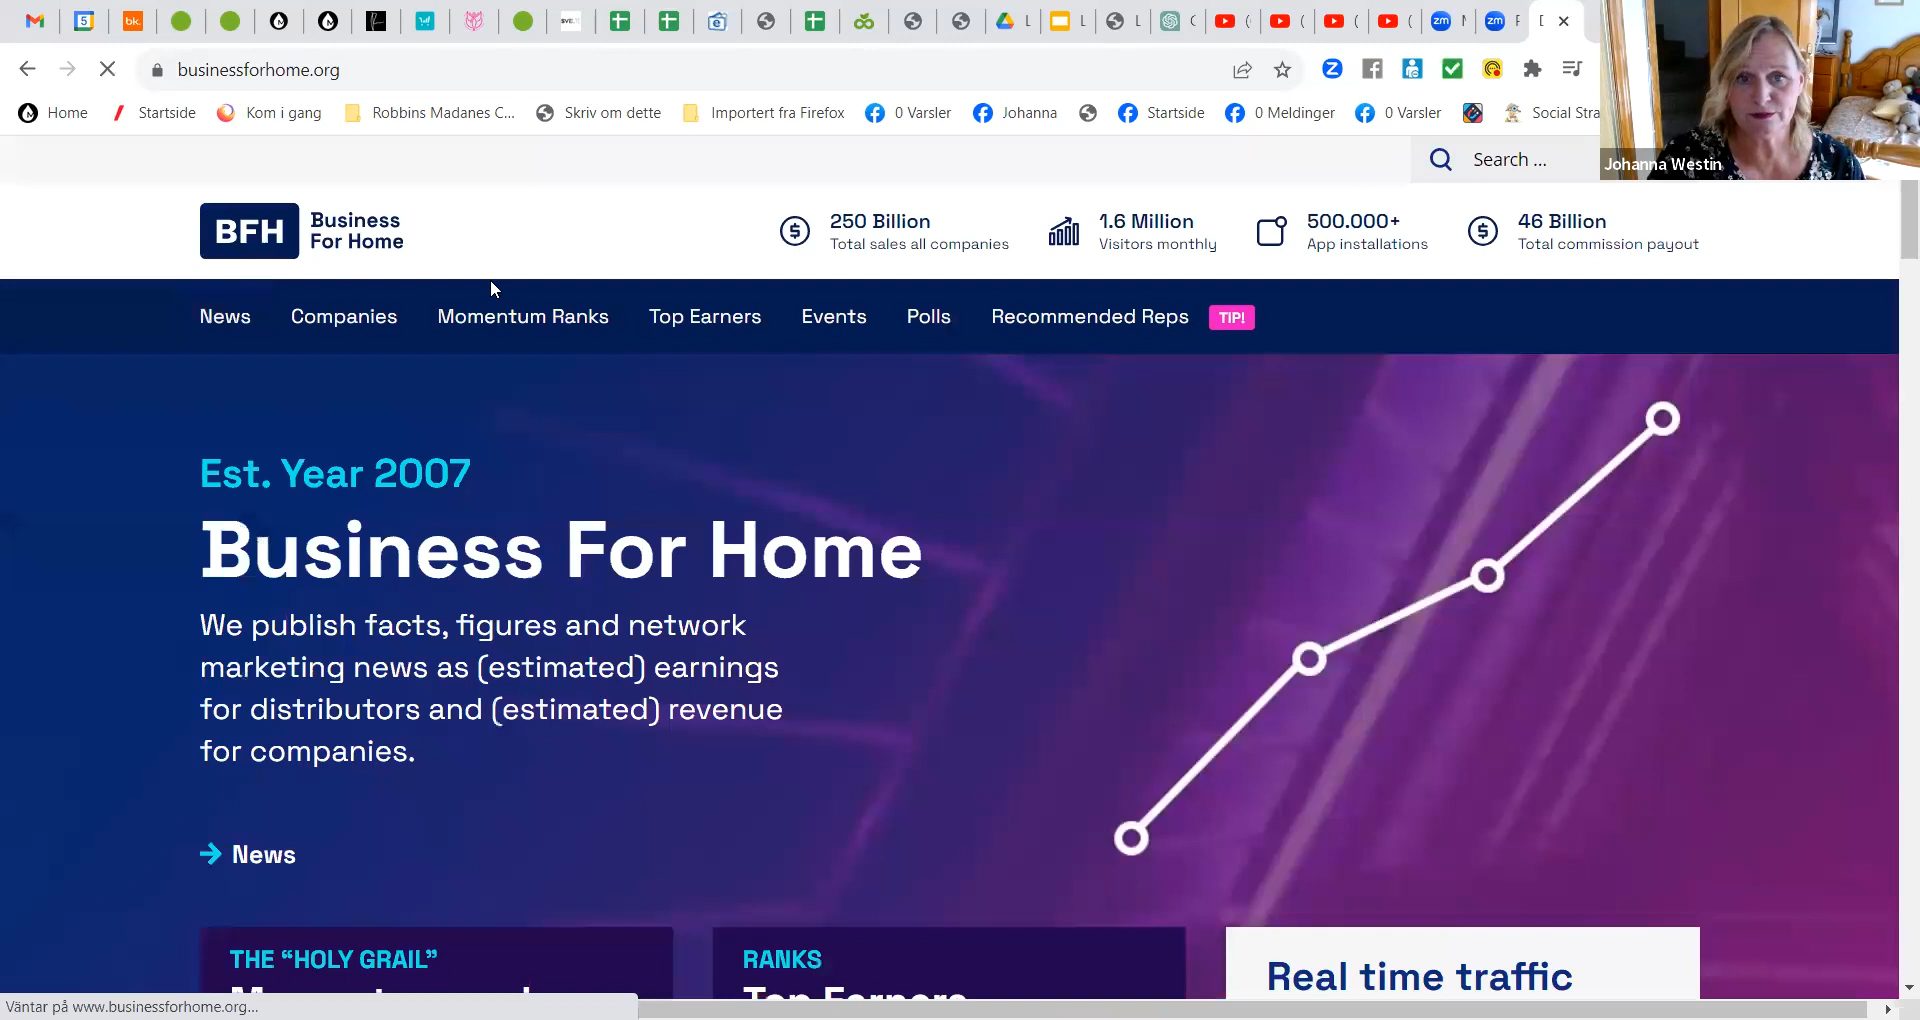 businessforhome.org
Home
Startside
Kom i gang
Robbins Madanes C...
Skriv om dette
Importert fra Firefox
0 Varsler
Johanna
Startside
0 Meldinger
0 Varsler
Social Stra
Johanna Westin
Search ...
BFH
Business
For Home
250 Billion
Total sales all companies
1.6 Million
Visitors monthly
500.000+
App installations
46 Billion
Total commission payout
News
Companies
Momentum Ranks
Top Earners
Events
Polls
Recommended Reps
TIP!
Est. Year 2007
Business For Home
We publish facts, figures and network
marketing news as (estimated) earnings
for distributors and (estimated) revenue
for companies.
News
THE “HOLY GRAIL”
RANKS
Top Earners
Real time traffic
Väntar på www.businessforhome.org...